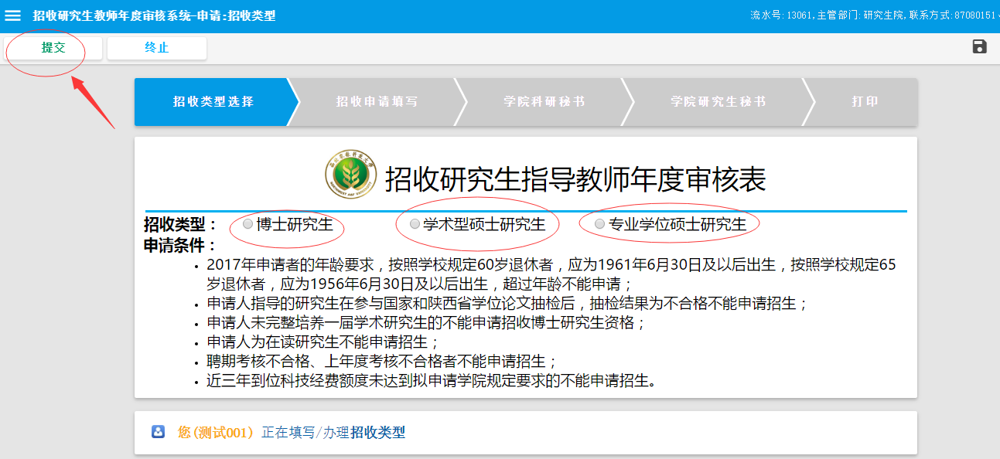 招收研究生教师年度审核系统-申请:招收类型
流水号:13061,主管部门:研究生院,联系方式:87080151
提交
终止
招收类型选择
招收申请填写
学院科研秘书
学院研究生秘书
打印
招收研究生指导教师年度审核表
招收类型： 博士研究生 学术型硕士研究生 专业学位硕士研究生
申请条件：
• 2017年申请者的年龄要求，按照学校规定60岁退休者，应为1961年6月30日及以后出生，按照学校规定65
岁退休者，应为1956年6月30日及以后出生，超过年龄不能申请；
• 申请人指导的研究生在参与国家和陕西省学位论文抽检后，抽检结果为不合格不能申请招生；
• 申请人未完整培养一届学术研究生的不能申请招收博士研究生资格；
• 申请人为在读研究生不能申请招生；
• 聘期考核不合格、上年度考核不合格者不能申请招生；
• 近三年到位科技经费额度未达到拟申请学院规定要求的不能申请招生。
您(测试001) 正在填写/办理招收类型